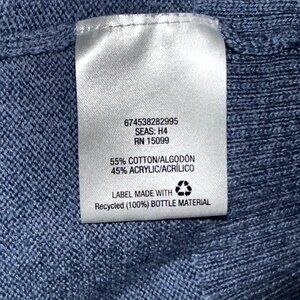 674538282995
SEAS: H4
RN 15099
55% COTTON/ALGODÓN
45% ACRYLIC/ACRÍLICO
LABEL MADE WITH
Recycled (100%) BOTTLE MATERIAL